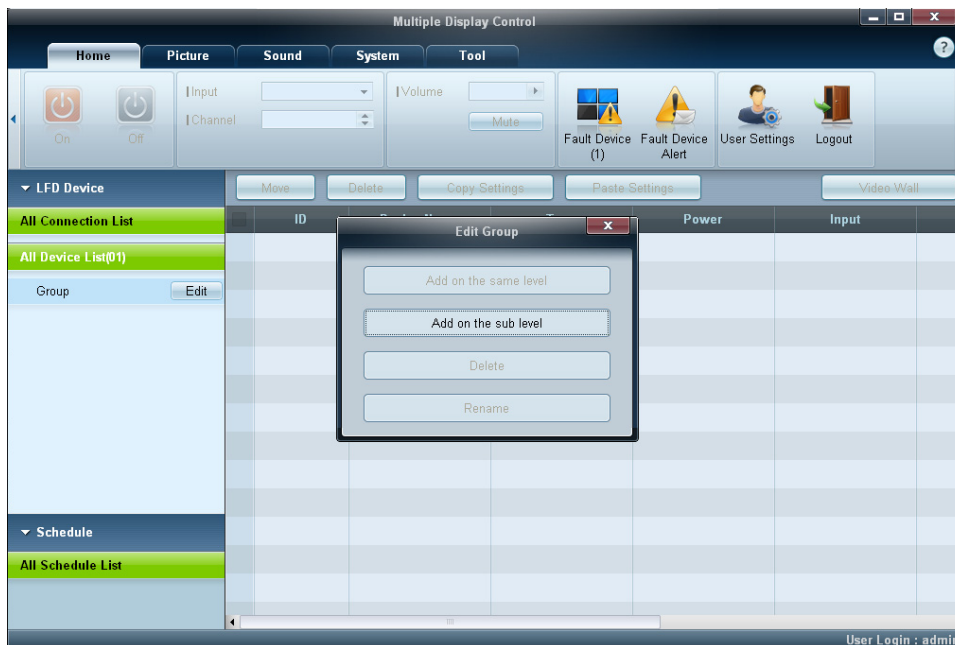 Multiple Display Control
Home Picture Sound System Tool
Input
Volume
Channel
Mute
On Off
Fault Device (1)
Fault Device Alert
User Settings
Logout
LFD Device
Move Delete Copy Settings Paste Settings Video Wall
All Connection List
ID Power Input
Edit Group
All Device List(01)
Group Edit
Add on the same level
Add on the sub level
Delete
Rename
Schedule
All Schedule List
User Login : admin